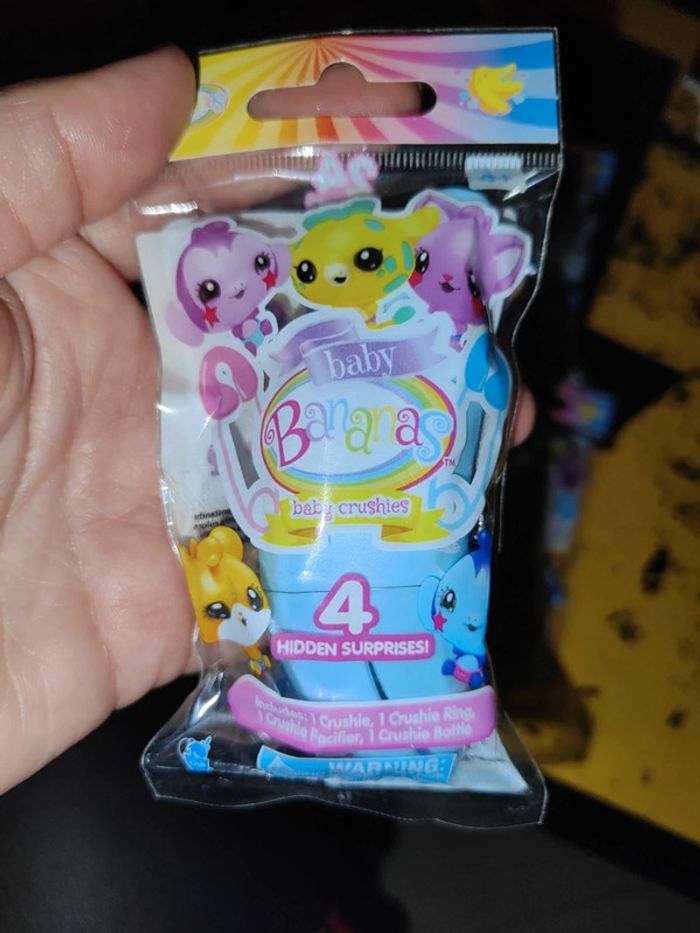 baby
Bananas™
baby crushies
4
HIDDEN SURPRISES!
Includes: 1 Crushie, 1 Crushie Ring,
1 Crushie Pacifier, 1 Crushie Bottle
WARNING: